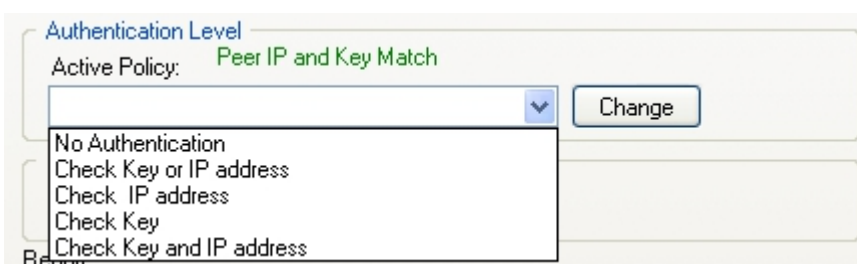 Authentication Level
Active Policy: Peer IP and Key Match
Change
No Authentication
Check Key or IP address
Check  IP address
Check Key
Check Key and IP address